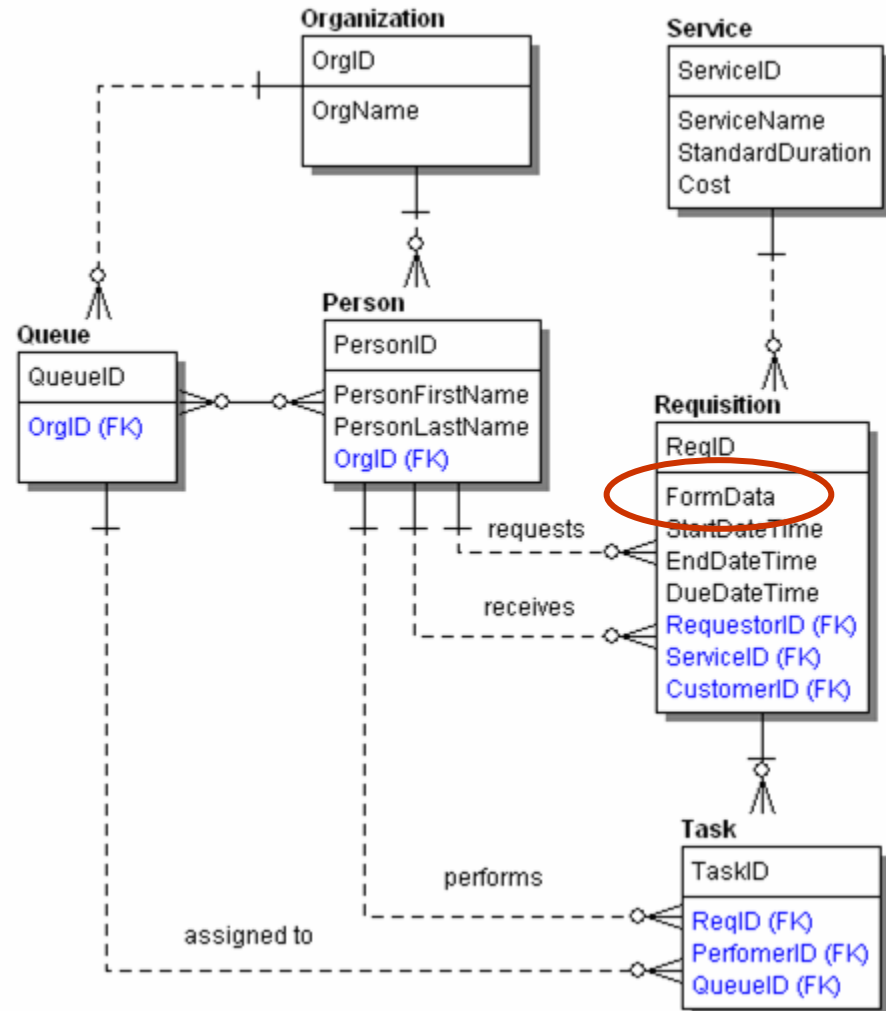 Organization
OrgID
OrgName
Service
ServiceID
ServiceName
StandardDuration
Cost
Queue
QueueID
OrgID (FK)
Person
PersonID
PersonFirstName
PersonLastName
OrgID (FK)
Requisition
ReqID
FormData
StartDateTime
EndDateTime
DueDateTime
RequestorID (FK)
ServiceID (FK)
CustomerID (FK)
requests
receives
performs
assigned to
Task
TaskID
ReqID (FK)
PerfomerID (FK)
QueueID (FK)